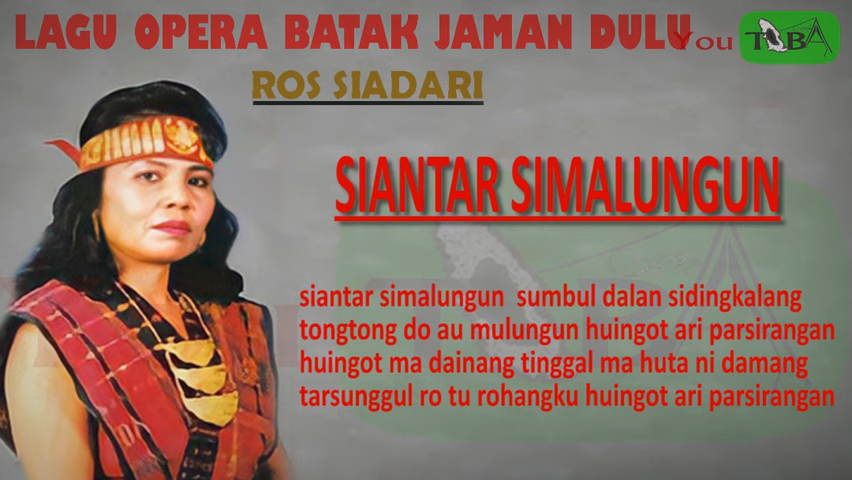 LAGU OPERA BATAK JAMAN DULU
You TOBA
ROS SIADARI
SIANTAR SIMALUNGUN
siantar simalungun sumbul dalan sidingkalang
tongtong do au mulungun huingot ari parsirangan
huingot ma dainang tinggal ma huta ni damang
tarsunggul ro tu rohangku huingot ari parsirangan